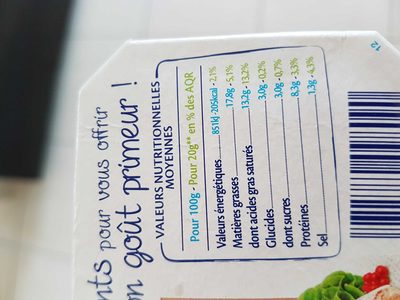 nts pour vous offrir
n goût primeur !
VALEURS NUTRITIONNELLES
MOYENNES
Pour 100g - Pour 20g** en % des AQR
Valeurs énergétiques 851kJ-205kcal - 2,1%
Matières grasses 17.8g - 5,1%
dont acides gras saturés 13.2g - 13,2%
Glucides 3.0g - 0,2%
dont sucres 3.0g - 0,7%
Protéines 8.3g - 3,3%
Sel 1.3g - 4,3%